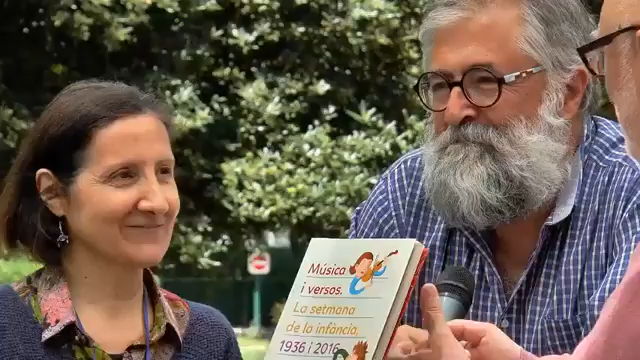 Música
i versos.
La setmana
de la infància,
1936 i 2016